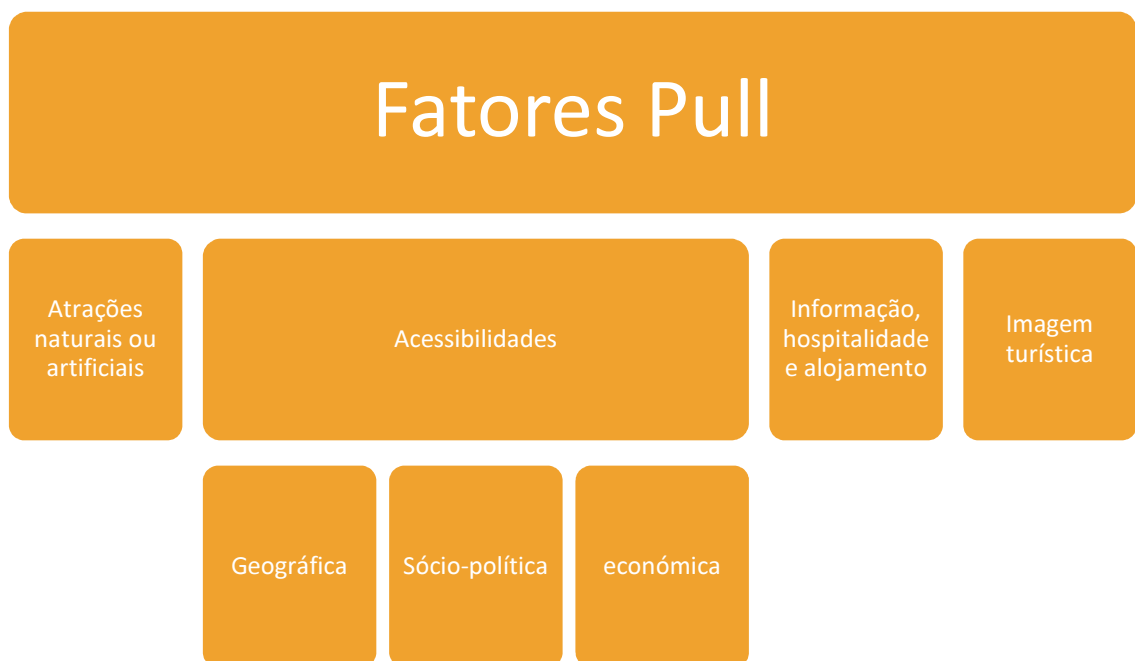 Fatores Pull
Atrações
naturais ou
artificiais
Acessibilidades
Informação,
hospitalidade
e alojamento
Imagem
turística
Geográfica
Sócio-política
económica